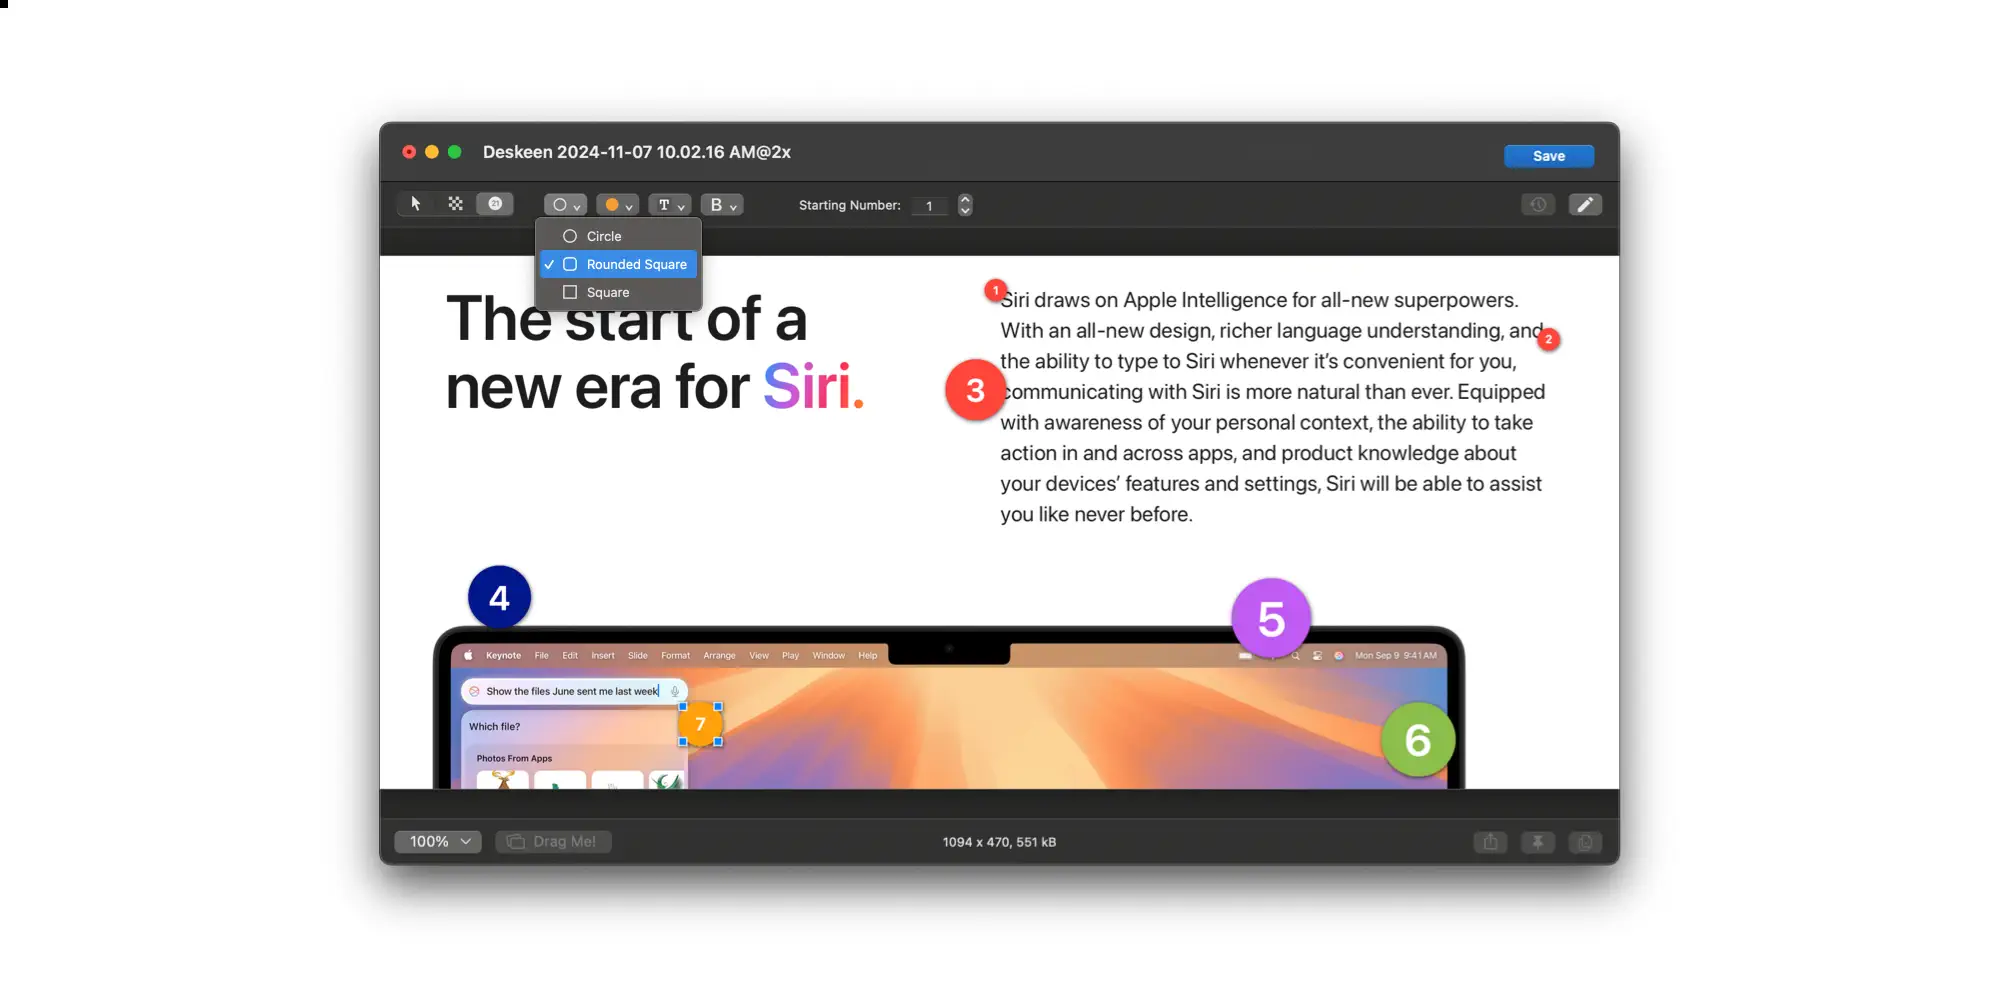 Deskeen 2024-11-07 10.02.16 AM@2x
Save
21
T
B
Starting Number: 1
Circle
Rounded Square
Square
The start of a
new era for Siri.
1
Siri draws on Apple Intelligence for all-new superpowers.
With an all-new design, richer language understanding, and
2
the ability to type to Siri whenever it's convenient for you,
3
communicating with Siri is more natural than ever. Equipped
with awareness of your personal context, the ability to take
action in and across apps, and product knowledge about
your devices' features and settings, Siri will be able to assist
you like never before.
4
5
Keynote File Edit Insert Slide Format Arrange View Play Window Help
Mon Sep 9 9:41 AM
Show the files June sent me last week
7
Which file?
6
Photos From Apps
100%
Drag Me!
1094 x 470, 551 kB